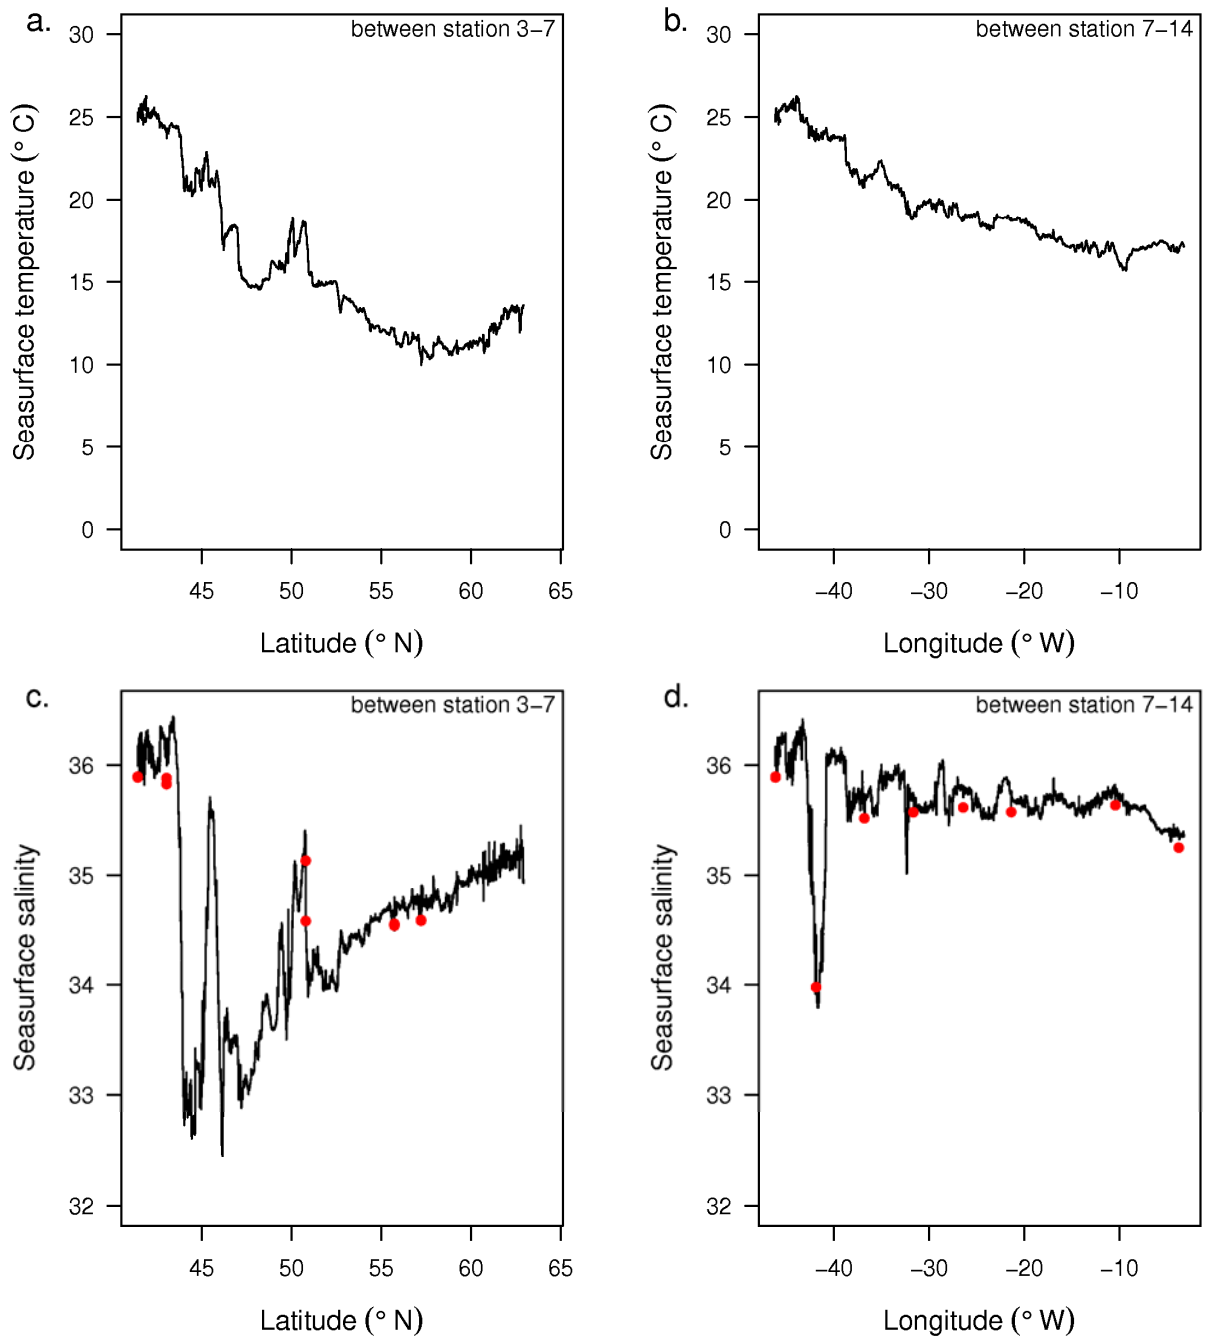 a.
between station 3−7
30
25
20
15
10
5
0
Seasurface temperature (° C)
45 50 55 60 65
Latitude (° N)
b.
between station 7−14
30
25
20
15
10
5
0
Seasurface temperature (° C)
−40 −30 −20 −10
Longitude (° W)
c.
between station 3−7
36
35
34
33
32
Seasurface salinity
45 50 55 60 65
Latitude (° N)
d.
between station 7−14
36
35
34
33
32
Seasurface salinity
−40 −30 −20 −10
Longitude (° W)